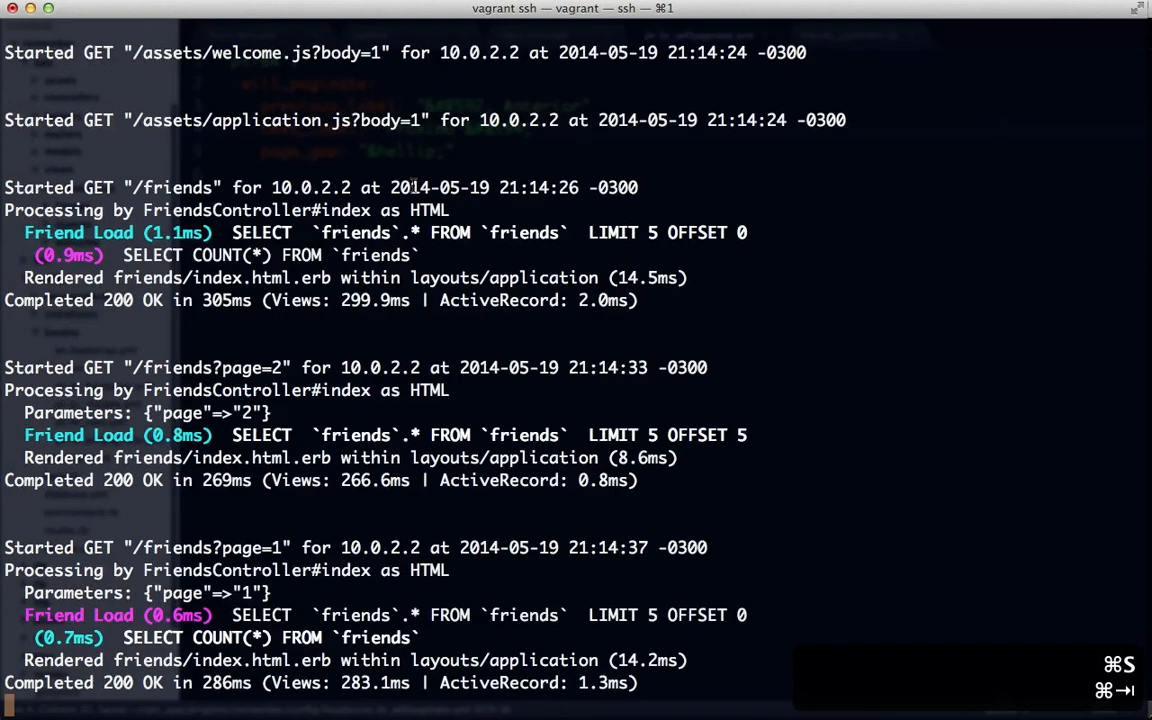 vagrant ssh — vagrant — ssh — ⌘1
Started GET "/assets/welcome.js?body=1" for 10.0.2.2 at 2014-05-19 21:14:24 -0300
Started GET "/assets/application.js?body=1" for 10.0.2.2 at 2014-05-19 21:14:24 -0300
Started GET "/friends" for 10.0.2.2 at 2014-05-19 21:14:26 -0300
Processing by FriendsController#index as HTML
Friend Load (1.1ms)  SELECT  `friends`.* FROM `friends`  LIMIT 5 OFFSET 0
(0.9ms)  SELECT COUNT(*) FROM `friends`
Rendered friends/index.html.erb within layouts/application (14.5ms)
Completed 200 OK in 305ms (Views: 299.9ms | ActiveRecord: 2.0ms)
Started GET "/friends?page=2" for 10.0.2.2 at 2014-05-19 21:14:33 -0300
Processing by FriendsController#index as HTML
Parameters: {"page"=>"2"}
Friend Load (0.8ms)  SELECT  `friends`.* FROM `friends`  LIMIT 5 OFFSET 5
Rendered friends/index.html.erb within layouts/application (8.6ms)
Completed 200 OK in 269ms (Views: 266.6ms | ActiveRecord: 0.8ms)
Started GET "/friends?page=1" for 10.0.2.2 at 2014-05-19 21:14:37 -0300
Processing by FriendsController#index as HTML
Parameters: {"page"=>"1"}
Friend Load (0.6ms)  SELECT  `friends`.* FROM `friends`  LIMIT 5 OFFSET 0
(0.7ms)  SELECT COUNT(*) FROM `friends`
Rendered friends/index.html.erb within layouts/application (14.2ms)
Completed 200 OK in 286ms (Views: 283.1ms | ActiveRecord: 1.3ms)
⌘S
⌘⇥